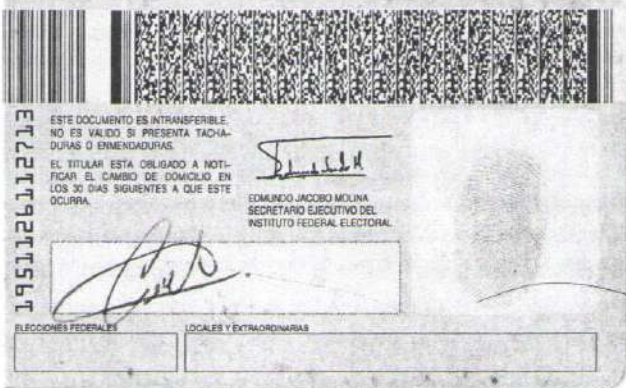 1951126112713
ESTE DOCUMENTO ES INTRANSFERIBLE,
NO ES VALIDO SI PRESENTA TACHA-
DURAS O ENMENDADURAS.
EL TITULAR ESTA OBLIGADO A NOTI-
FICAR EL CAMBIO DE DOMICILIO EN
LOS 30 DIAS SIGUIENTES A QUE ESTE
OCURRA.
EDMUNDO JACOBO MOLINA
SECRETARIO EJECUTIVO DEL
INSTITUTO FEDERAL ELECTORAL
ELECCIONES FEDERALES
LOCALES Y EXTRAORDINARIAS